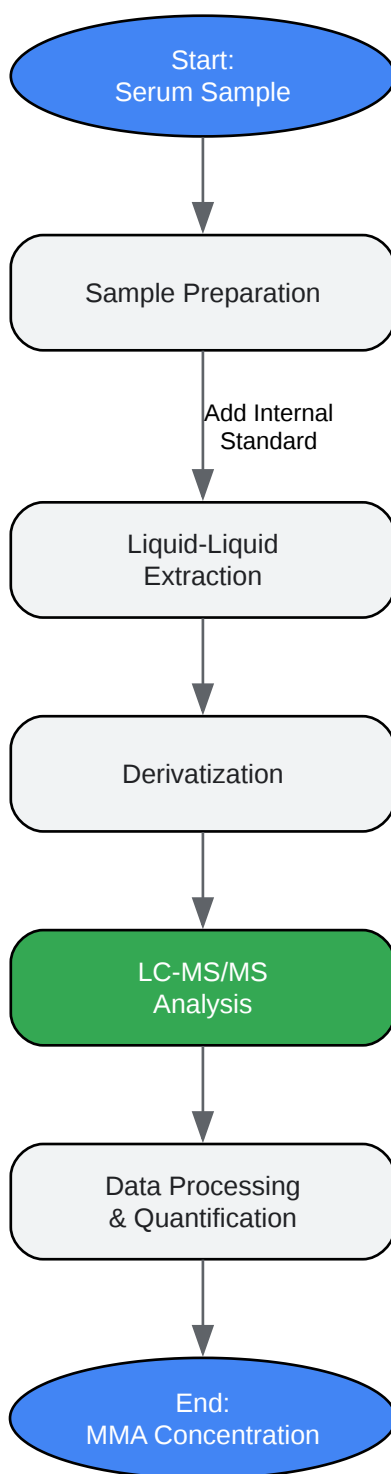 Start:
Serum Sample
Sample Preparation
Add Internal
Standard
Liquid-Liquid
Extraction
Derivatization
LC-MS/MS
Analysis
Data Processing
& Quantification
End:
MMA Concentration